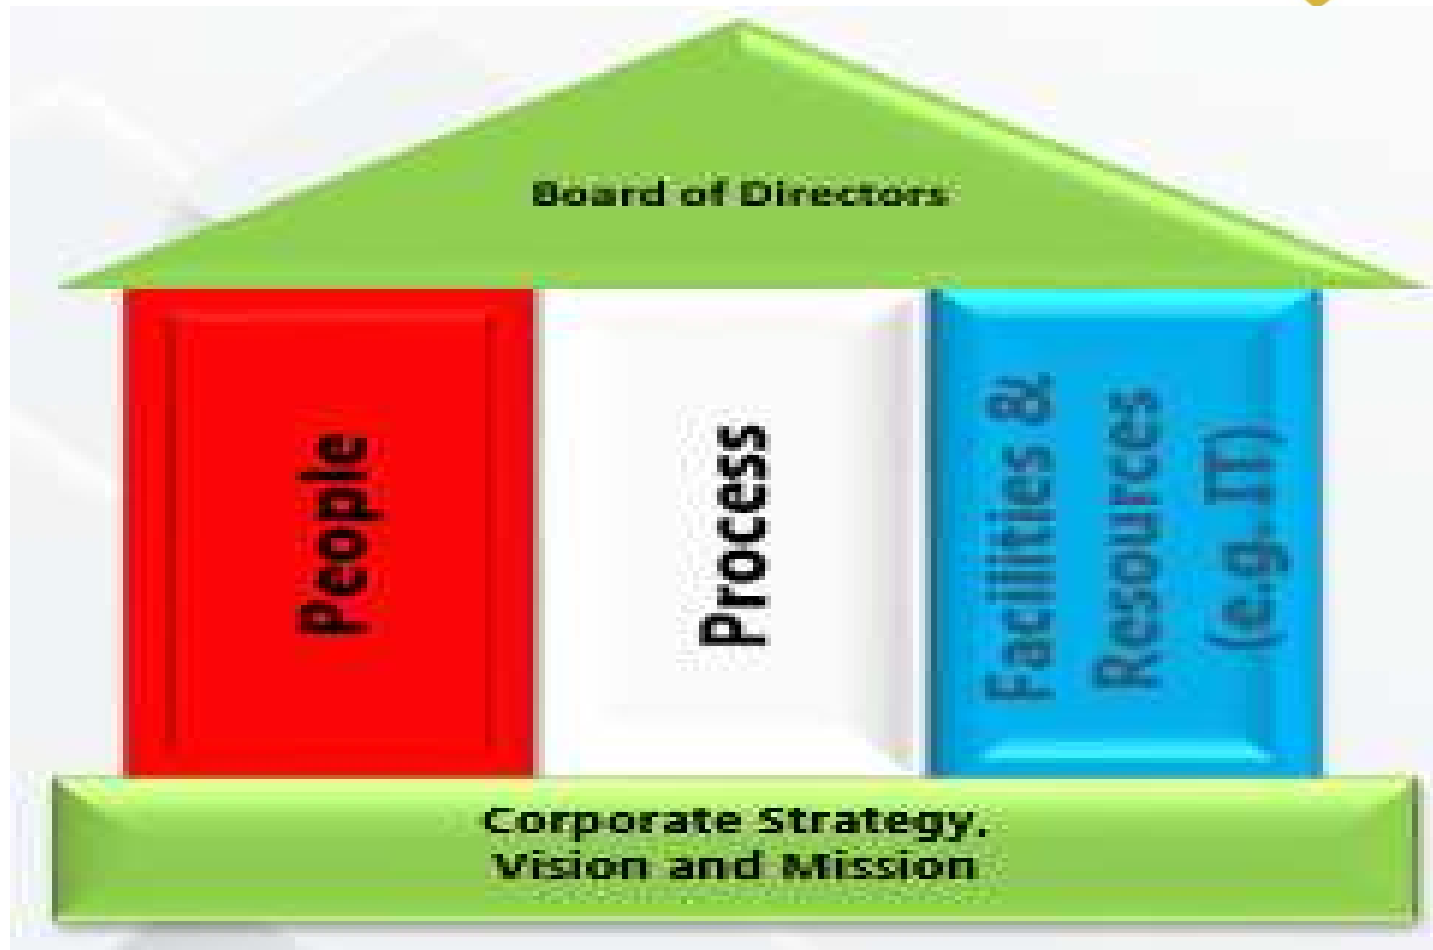 Board of Directors
People
Process
Facilities &
Resources
(e.g. IT)
Corporate Strategy,
Vision and Mission